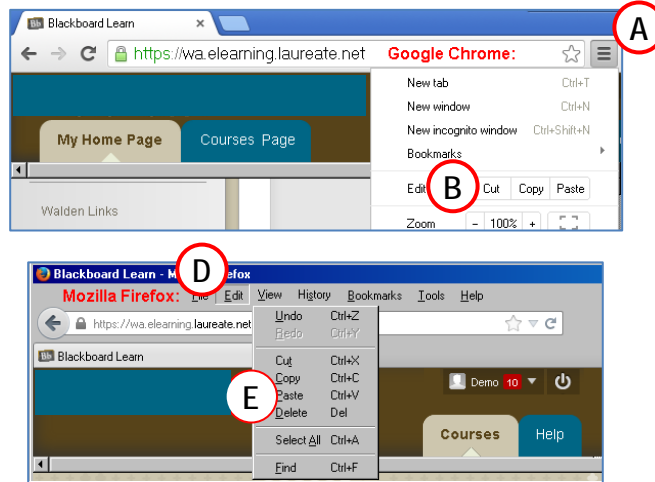 Blackboard Learn ×
A
https://wa.elearning.laureate.net Google Chrome:
New tab Ctrl+T
New window Ctrl+N
My Home Page Courses Page New incognito window Ctrl+Shift+N
Bookmarks
Edit B Cut Copy Paste
Walden Links
Zoom - 100% +
Blackboard Learn - M D efox
Mozilla Firefox: File Edit View History Bookmarks Tools Help
https://wa.elearning.laureate.net
Undo Ctrl+Z
Redo Ctrl+Y
Bb Blackboard Learn
Cut Ctrl+X
Copy Ctrl+C
Demo 10
E Paste Ctrl+V
Delete Del
Select All Ctrl+A
Courses Help
Find Ctrl+F